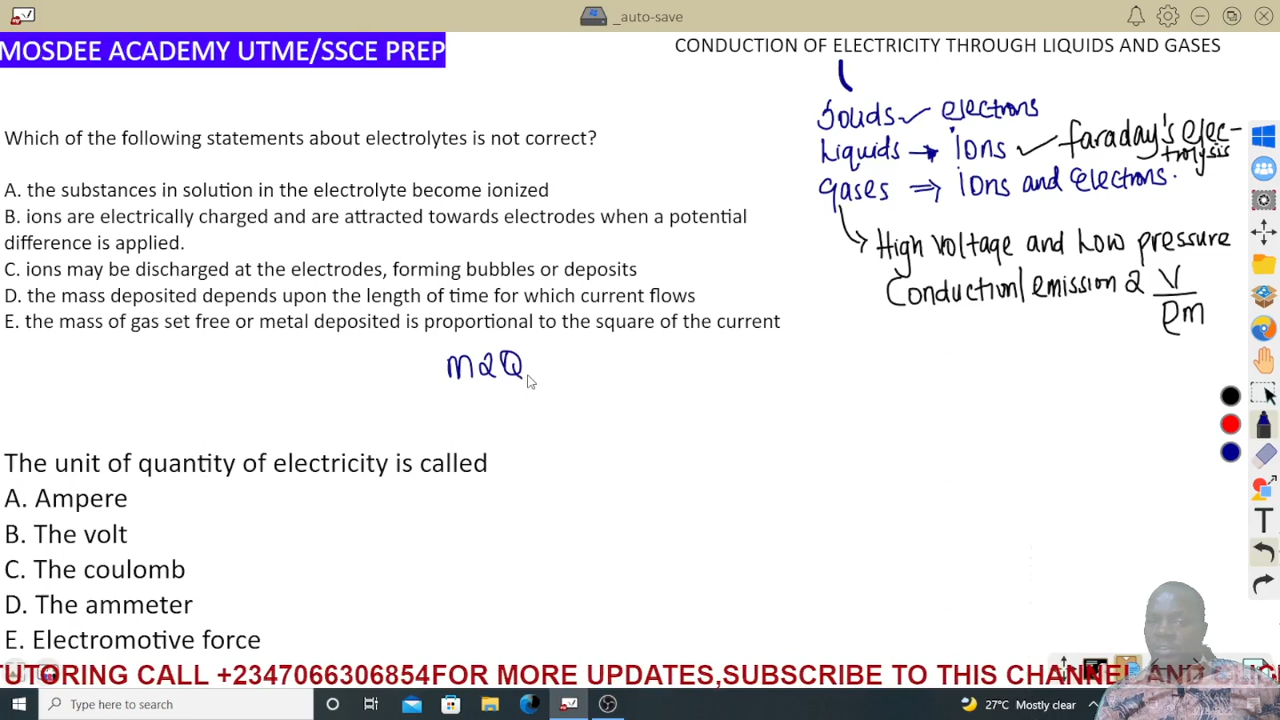 _auto-save
MOSDEE ACADEMY UTME/SSCE PREP
CONDUCTION OF ELECTRICITY THROUGH LIQUIDS AND GASES
Which of the following statements about electrolytes is not correct?
A. the substances in solution in the electrolyte become ionized
B. ions are electrically charged and are attracted towards electrodes when a potential
difference is applied.
C. ions may be discharged at the electrodes, forming bubbles or deposits
D. the mass deposited depends upon the length of time for which current flows
E. the mass of gas set free or metal deposited is proportional to the square of the current
m α Q
Solids ✓ electrons
Liquids → ions ✓ faraday's elec-
trolysis
gases ⇒ ions and electrons.
High voltage and Low pressure
Conduction/emission α V
ρm
The unit of quantity of electricity is called
A. Ampere
B. The volt
C. The coulomb
D. The ammeter
E. Electromotive force
TUTORING CALL +2347066306854FOR MORE UPDATES,SUBSCRIBE TO THIS CHANNEL AND CLICK
Type here to search
27°C Mostly clear